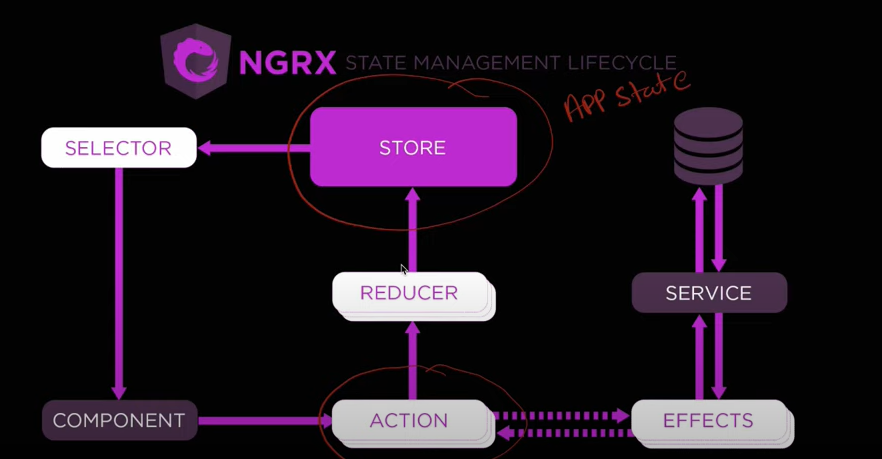 NGRX STATE MANAGEMENT LIFECYCLE
APP State
SELECTOR
STORE
REDUCER
SERVICE
COMPONENT
ACTION
EFFECTS